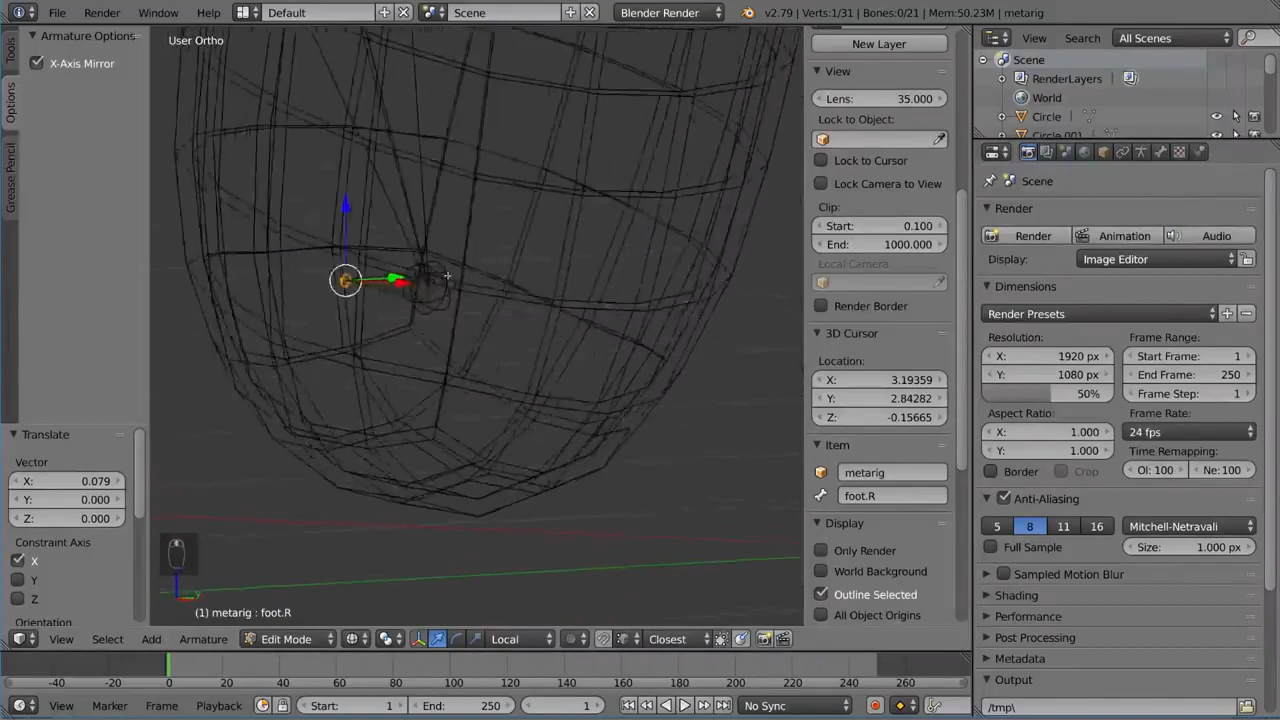 File Render Window Help Default Scene Blender Render v2.79 | Verts:1/31 | Bones:0/21 | Mem:50.23M | metarig
Tools
Options
Grease Pencil
Armature Options
X-Axis Mirror
Translate
Vector
X: 0.079
Y: 0.000
Z: 0.000
Constraint Axis
X
Y
Z
Orientation
User Ortho
(1) metarig : foot.R
New Layer
View
Lens: 35.000
Lock to Object:
Lock to Cursor
Lock Camera to View
Clip:
Start: 0.100
End: 1000.000
Local Camera
Render Border
3D Cursor
Location:
X: 3.19359
Y: 2.84282
Z: -0.15665
Item
metarig
foot.R
Display
Only Render
World Background
Outline Selected
All Object Origins
View Search All Scenes
Scene
RenderLayers
World
Circle
Circle.001
Scene
Render
Render Animation Audio
Display: Image Editor
Dimensions
Render Presets
Resolution: Frame Range:
X: 1920 px Start Frame: 1
Y: 1080 px End Frame: 250
50% Frame Step: 1
Aspect Ratio: Frame Rate:
X: 1.000 24 fps
Y: 1.000 Time Remapping:
Border Crop Ol: 100 Ne: 100
Anti-Aliasing
5 8 11 16 Mitchell-Netravali
Full Sample Size: 1.000 px
Sampled Motion Blur
Shading
Performance
Post Processing
Metadata
Output
/tmp\
View Select Add Armature Edit Mode Local Closest
-40 -20 0 20 40 60 80 100 120 140 160 180 200 220 240 260
View Marker Frame Playback Start: 1 End: 250 1 No Sync